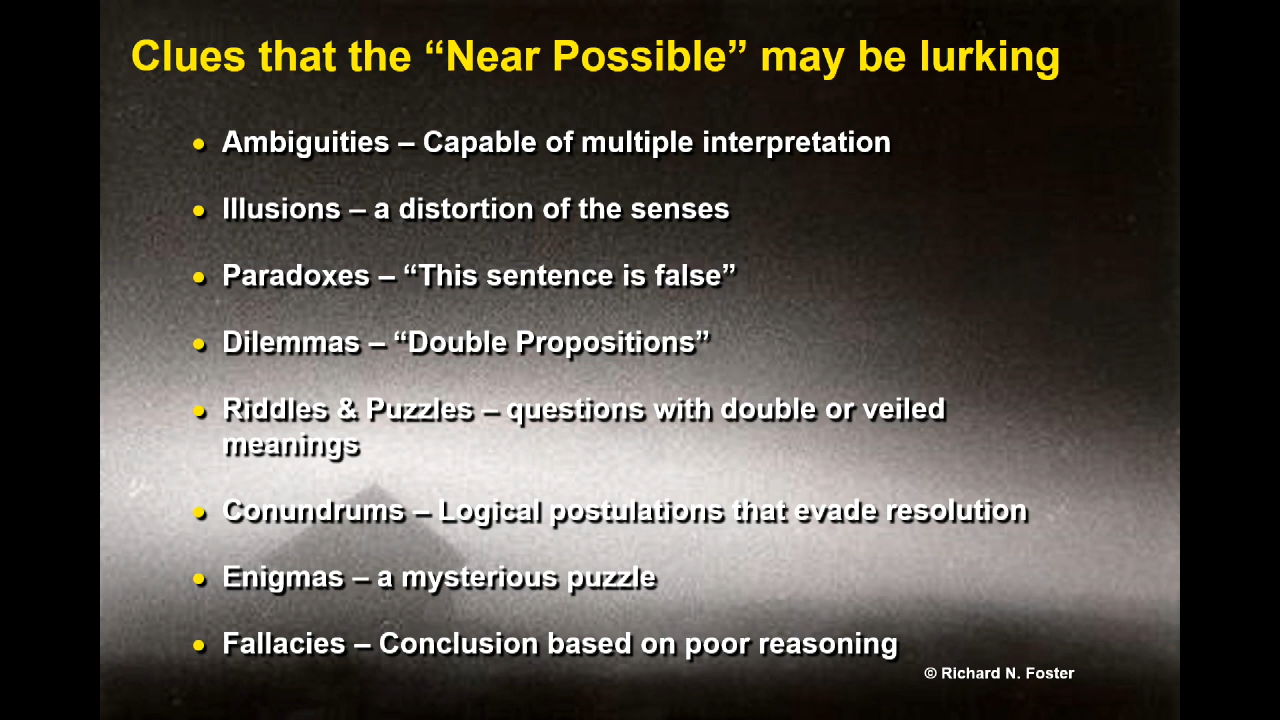 Clues that the “Near Possible” may be lurking
• Ambiguities – Capable of multiple interpretation
• Illusions – a distortion of the senses
• Paradoxes – “This sentence is false”
• Dilemmas – “Double Propositions”
• Riddles & Puzzles – questions with double or veiled
meanings
• Conundrums – Logical postulations that evade resolution
• Enigmas – a mysterious puzzle
• Fallacies – Conclusion based on poor reasoning
© Richard N. Foster